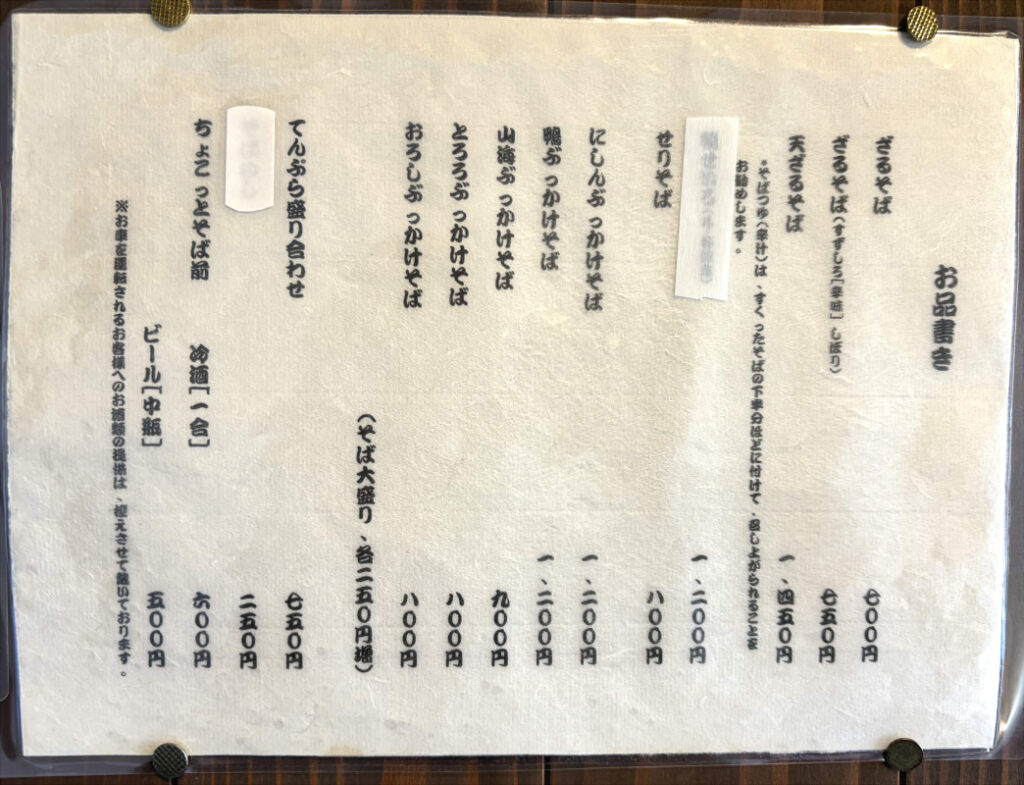 お品書き
ざるそば 七〇〇円
ざるそば(すずしろ[辛味]しぼり) 七五〇円
天ざるそば 一、四五〇円
*そばつゆ(辛汁)は、すくったそばの下半分ほどに付けて、召し上がられることを
お勧めします。
一、二〇〇円
せりそば 八〇〇円
にしんぶっかけそば 一、二〇〇円
鴨ぶっかけそば 一、二〇〇円
山海ぶっかけそば 九〇〇円
とろろぶっかけそば 八〇〇円
おろしぶっかけそば 八〇〇円
(そば大盛り、各二五〇円増)
てんぷら盛り合わせ 七五〇円
二五〇円
ちょこっとそば前 冷酒[一合] 六〇〇円
ビール[中瓶] 五〇〇円
※お車を運転されるお客様へのお酒類の提供は、控えさせて戴いております。